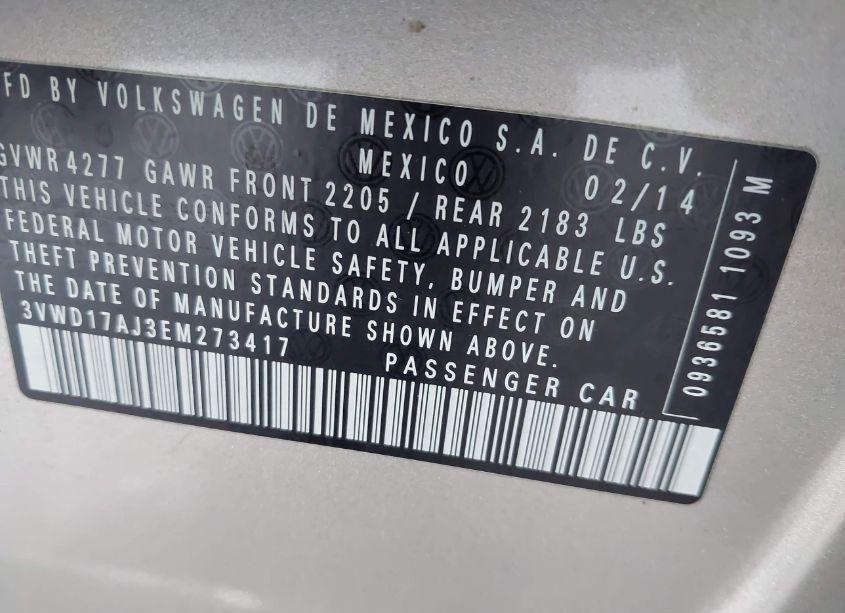 FD BY VOLKSWAGEN DE MEXICO S.A. DE C.V.
MEXICO 02/14
GVWR 4277 GAWR FRONT 2205 / REAR 2183 LBS
THIS VEHICLE CONFORMS TO ALL APPLICABLE U.S.
FEDERAL MOTOR VEHICLE SAFETY, BUMPER AND
THEFT PREVENTION STANDARDS IN EFFECT ON
THE DATE OF MANUFACTURE SHOWN ABOVE.
3VWD17AJ3EM273417 PASSENGER CAR
0936581 1093 M